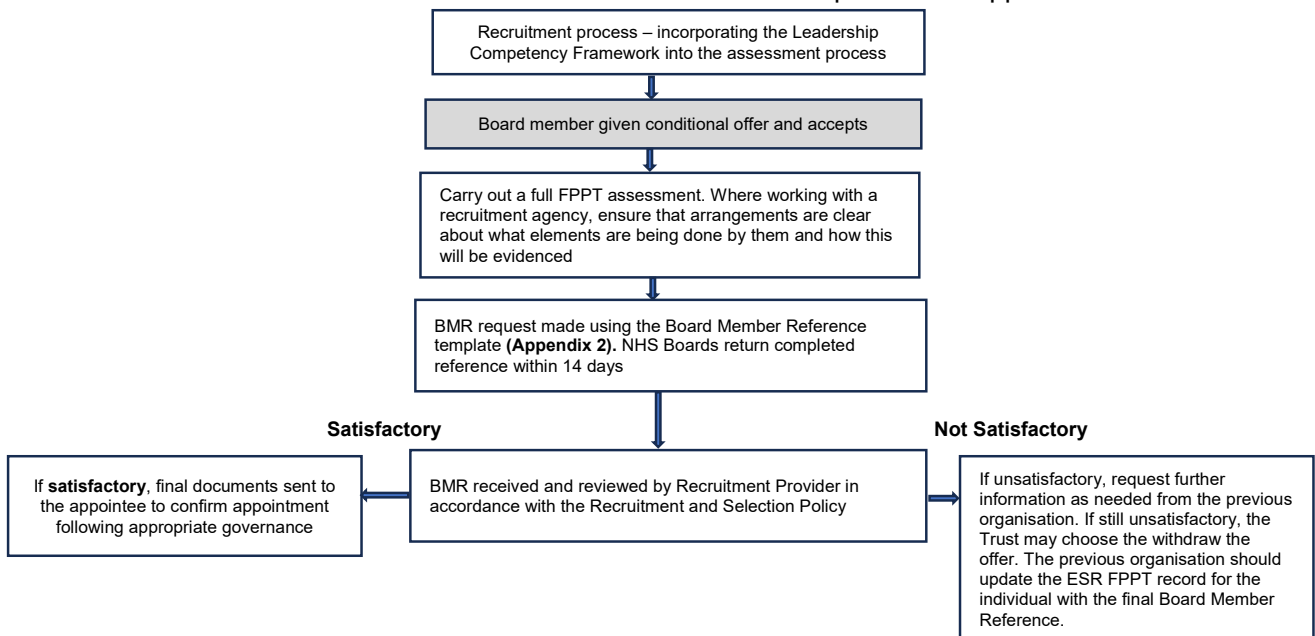 Recruitment process – incorporating the Leadership
Competency Framework into the assessment process
Board member given conditional offer and accepts
Carry out a full FPPT assessment. Where working with a
recruitment agency, ensure that arrangements are clear
about what elements are being done by them and how this
will be evidenced
BMR request made using the Board Member Reference
template (Appendix 2). NHS Boards return completed
reference within 14 days
Satisfactory
Not Satisfactory
If satisfactory, final documents sent to
the appointee to confirm appointment
following appropriate governance
BMR received and reviewed by Recruitment Provider in
accordance with the Recruitment and Selection Policy
If unsatisfactory, request further
information as needed from the previous
organisation. If still unsatisfactory, the
Trust may choose the withdraw the
offer. The previous organisation should
update the ESR FPPT record for the
individual with the final Board Member
Reference.